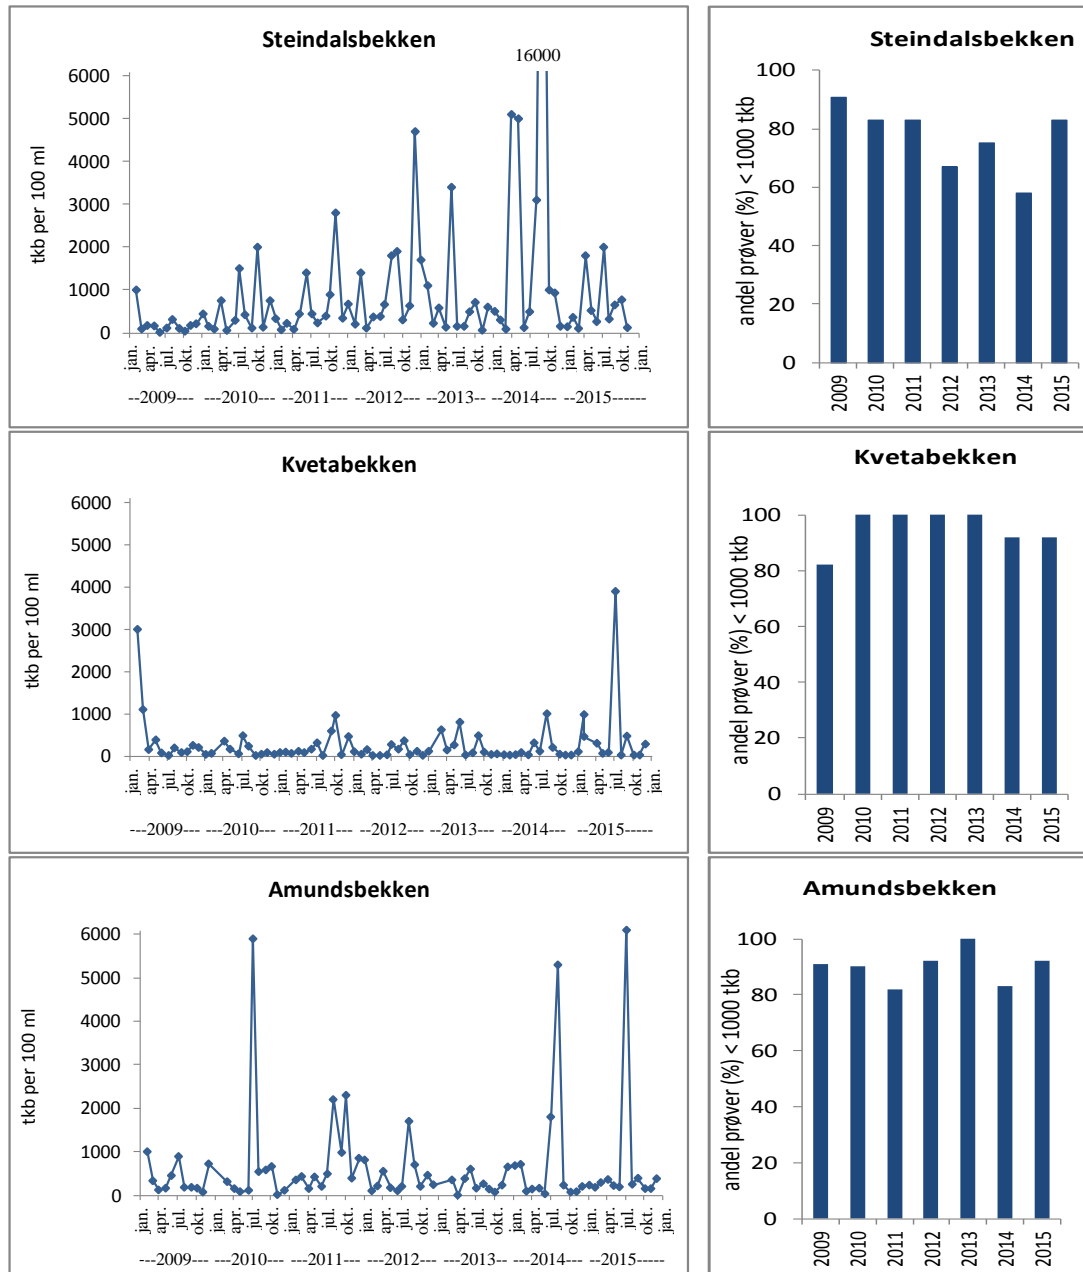 Steindalsbekken
16000
6000
5000
4000
3000
2000
1000
0
tkb per 100 ml
jan. apr. jul. okt. jan. apr. jul. okt. jan. apr. jul. okt. jan. apr. jul. okt. jan. apr. jul. okt. jan. apr. jul. okt. jan. apr. jul. okt. jan.
--2009--- ---2010--- ---2011--- ---2012--- ---2013-- ---2014--- ---2015------
Steindalsbekken
100
80
60
40
20
0
andel prøver (%) < 1000 tkb
2009 2010 2011 2012 2013 2014 2015
Kvetabekken
6000
5000
4000
3000
2000
1000
0
tkb per 100 ml
jan. apr. jul. okt. jan. apr. jul. okt. jan. apr. jul. okt. jan. apr. jul. okt. jan. apr. jul. okt. jan. apr. jul. okt. jan. apr. jul. okt. jan.
---2009--- ---2010--- ---2011--- ---2012--- ---2013--- ---2014--- ---2015-----
Kvetabekken
100
80
60
40
20
0
andel prøver (%) < 1000 tkb
2009 2010 2011 2012 2013 2014 2015
Amundsbekken
6000
5000
4000
3000
2000
1000
0
tkb per 100 ml
jan. apr. jul. okt. jan. apr. jul. okt. jan. apr. jul. okt. jan. apr. jul. okt. jan. apr. jul. okt. jan. apr. jul. okt. jan. apr. jul. okt. jan.
---2009--- ---2010--- ---2011--- ---2012--- ---2013--- ---2014--- ---2015-----
Amundsbekken
100
80
60
40
20
0
andel prøver (%) < 1000 tkb
2009 2010 2011 2012 2013 2014 2015